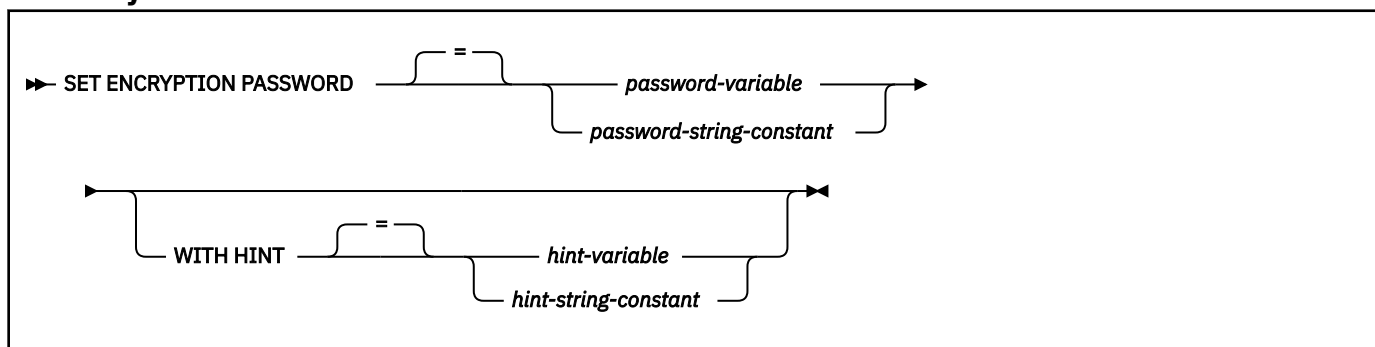 =
SET ENCRYPTION PASSWORD password-variable
password-string-constant
=
WITH HINT hint-variable
hint-string-constant